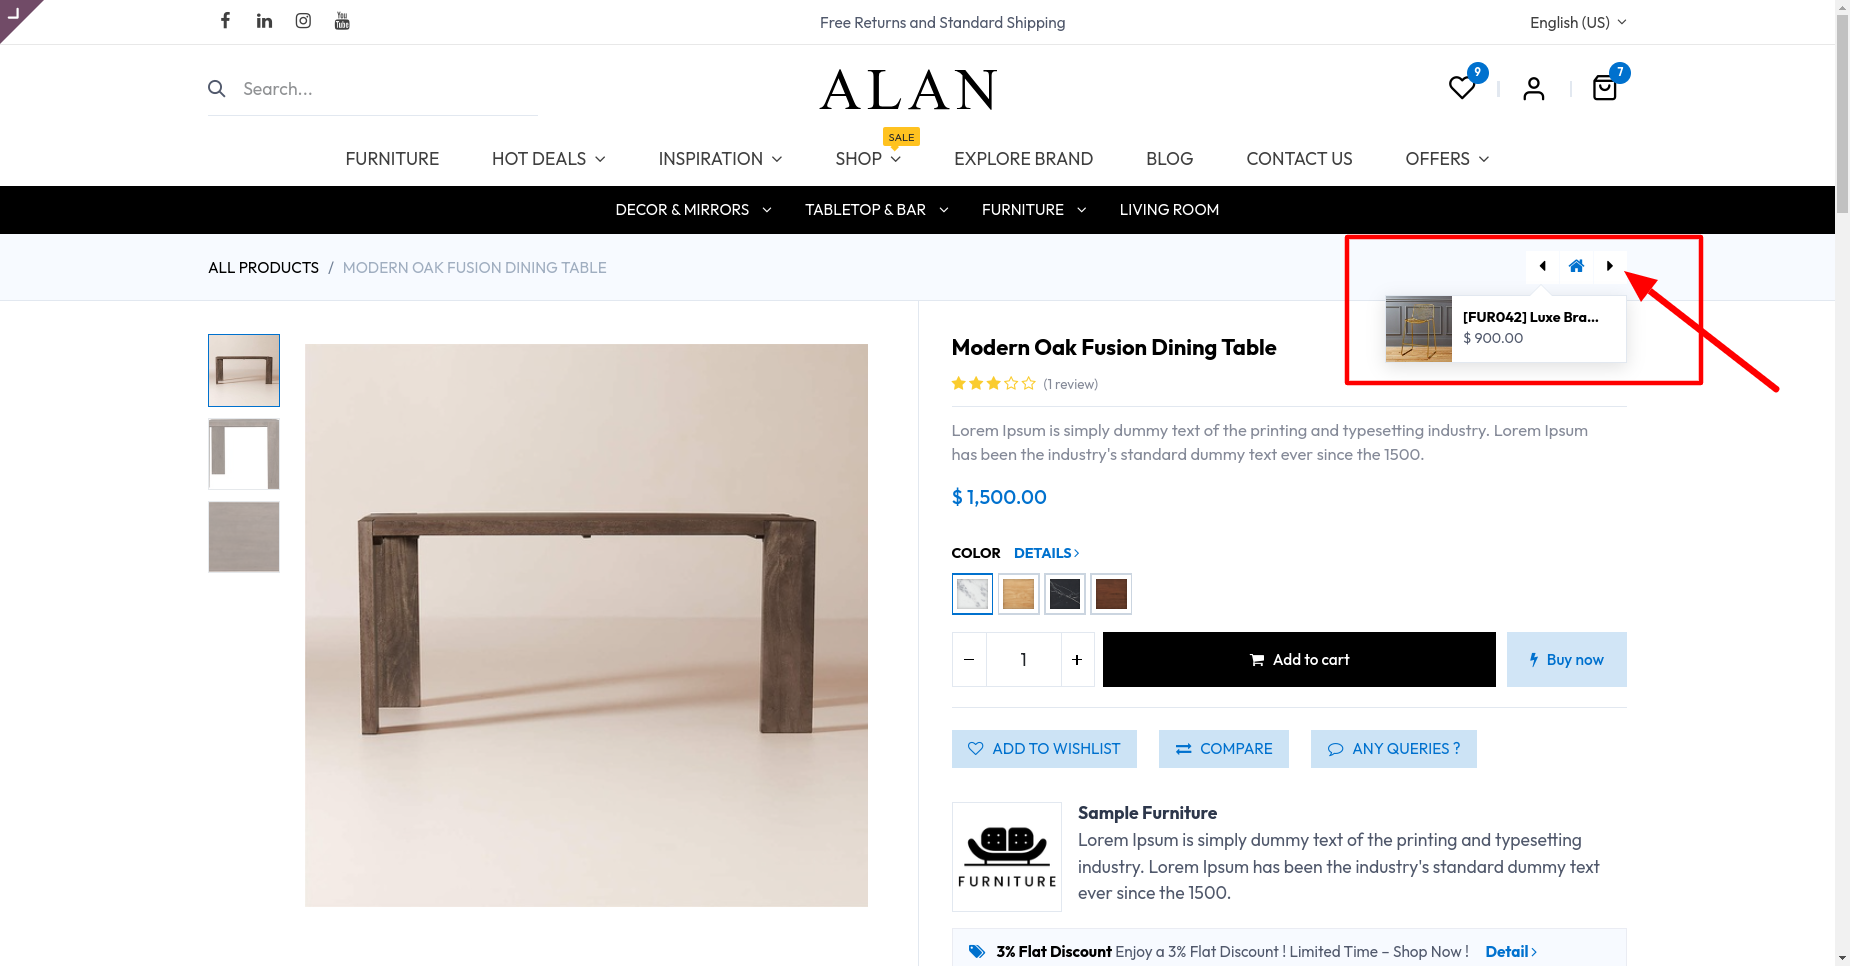 You
Tube
Free Returns and Standard Shipping
English (US)
Search...
ALAN
9
7
SALE
FURNITURE
HOT DEALS
INSPIRATION
SHOP
EXPLORE BRAND
BLOG
CONTACT US
OFFERS
DECOR & MIRRORS
TABLETOP & BAR
FURNITURE
LIVING ROOM
ALL PRODUCTS / MODERN OAK FUSION DINING TABLE
[FUR042] Luxe Bra...
$ 900.00
Modern Oak Fusion Dining Table
(1 review)
Lorem Ipsum is simply dummy text of the printing and typesetting industry. Lorem Ipsum
has been the industry's standard dummy text ever since the 1500.
$ 1,500.00
COLOR DETAILS
1
Add to cart
Buy now
ADD TO WISHLIST
COMPARE
ANY QUERIES ?
FURNITURE
Sample Furniture
Lorem Ipsum is simply dummy text of the printing and typesetting
industry. Lorem Ipsum has been the industry's standard dummy text
ever since the 1500.
3% Flat Discount Enjoy a 3% Flat Discount ! Limited Time – Shop Now ! Detail